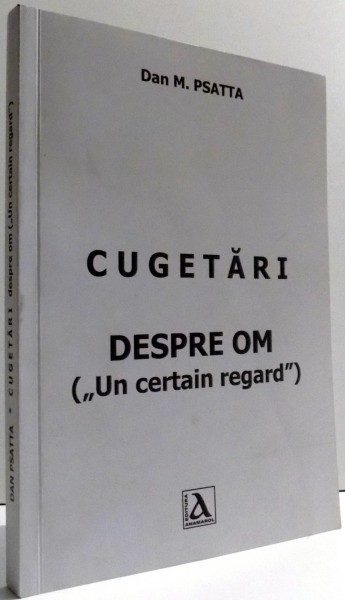 Dan M. PSATTA
CUGETĂRI
DESPRE OM
(„Un certain regard”)
EDITURA
ANAMAROL
DAN PSATTA * CUGETĂRI despre om („Un certain regard”)